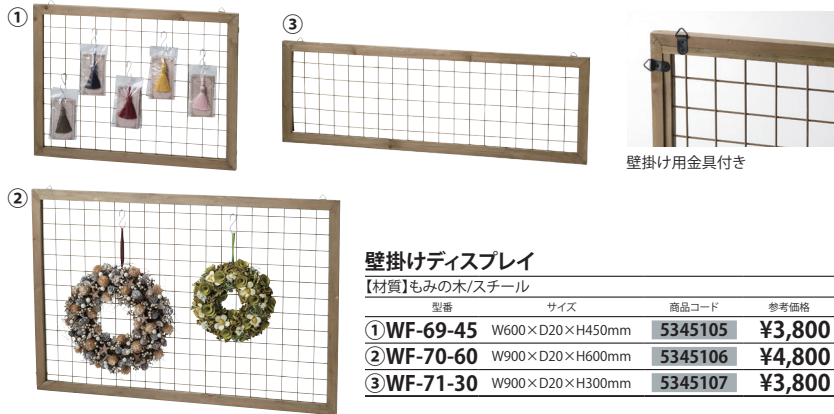 ①
③
壁掛け用金具付き
②
壁掛けディスプレイ
【材質】もみの木/スチール
型番 サイズ 商品コード 参考価格
①WF-69-45 W600×D20×H450mm 5345105 ¥3,800
②WF-70-60 W900×D20×H600mm 5345106 ¥4,800
③WF-71-30 W900×D20×H300mm 5345107 ¥3,800